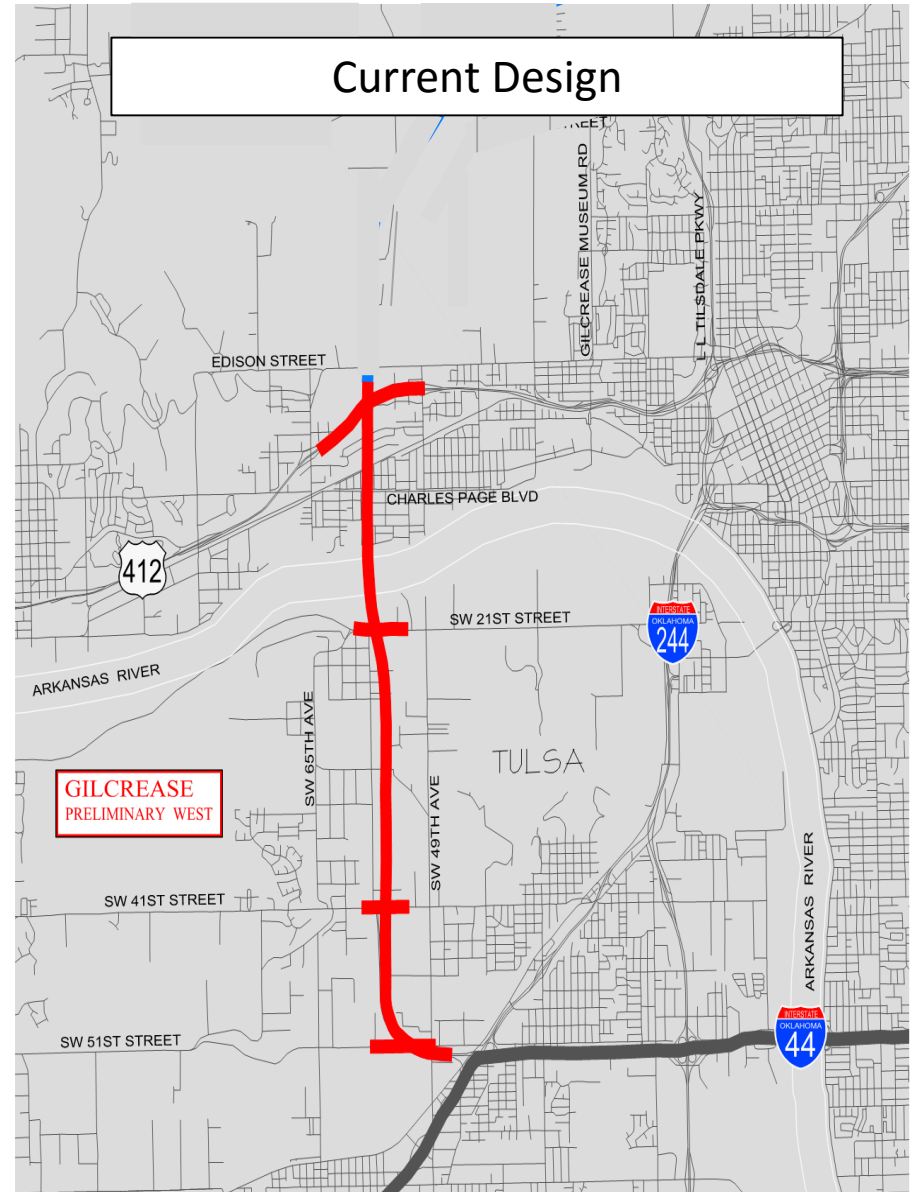 Current Design
REET
GILCREASE MUSEUM RD
L L TILSDALE PKWY
EDISON STREET
CHARLES PAGE BLVD
412
SW 21ST STREET
INTERSTATE
OKLAHOMA
244
ARKANSAS RIVER
SW 65TH AVE
TULSA
GILCREASE
PRELIMINARY WEST
SW 49TH AVE
ARKANSAS RIVER
SW 41ST STREET
SW 51ST STREET
INTERSTATE
OKLAHOMA
44